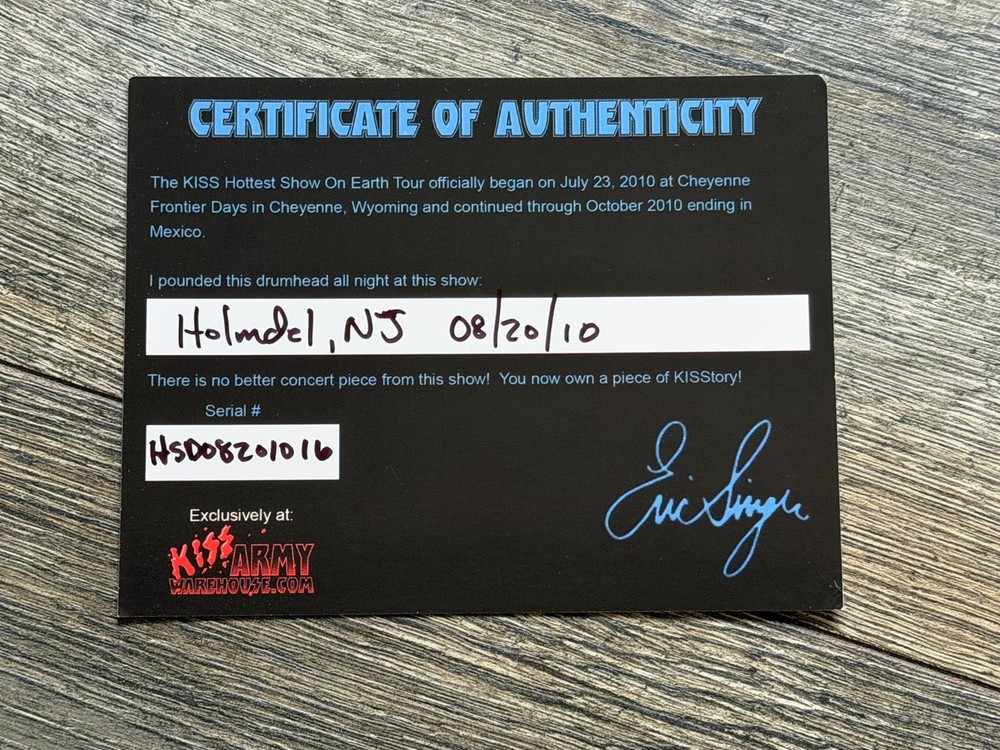 CERTIFICATE OF AUTHENTICITY
The KISS Hottest Show On Earth Tour officially began on July 23, 2010 at Cheyenne
Frontier Days in Cheyenne, Wyoming and continued through October 2010 ending in
Mexico.
I pounded this drumhead all night at this show:
Holmdel, NJ 08/20/10
There is no better concert piece from this show! You now own a piece of KISStory!
Serial #
HSD08201016
Exclusively at:
KISS ARMY
WAREHOUSE.COM
Eric Singer